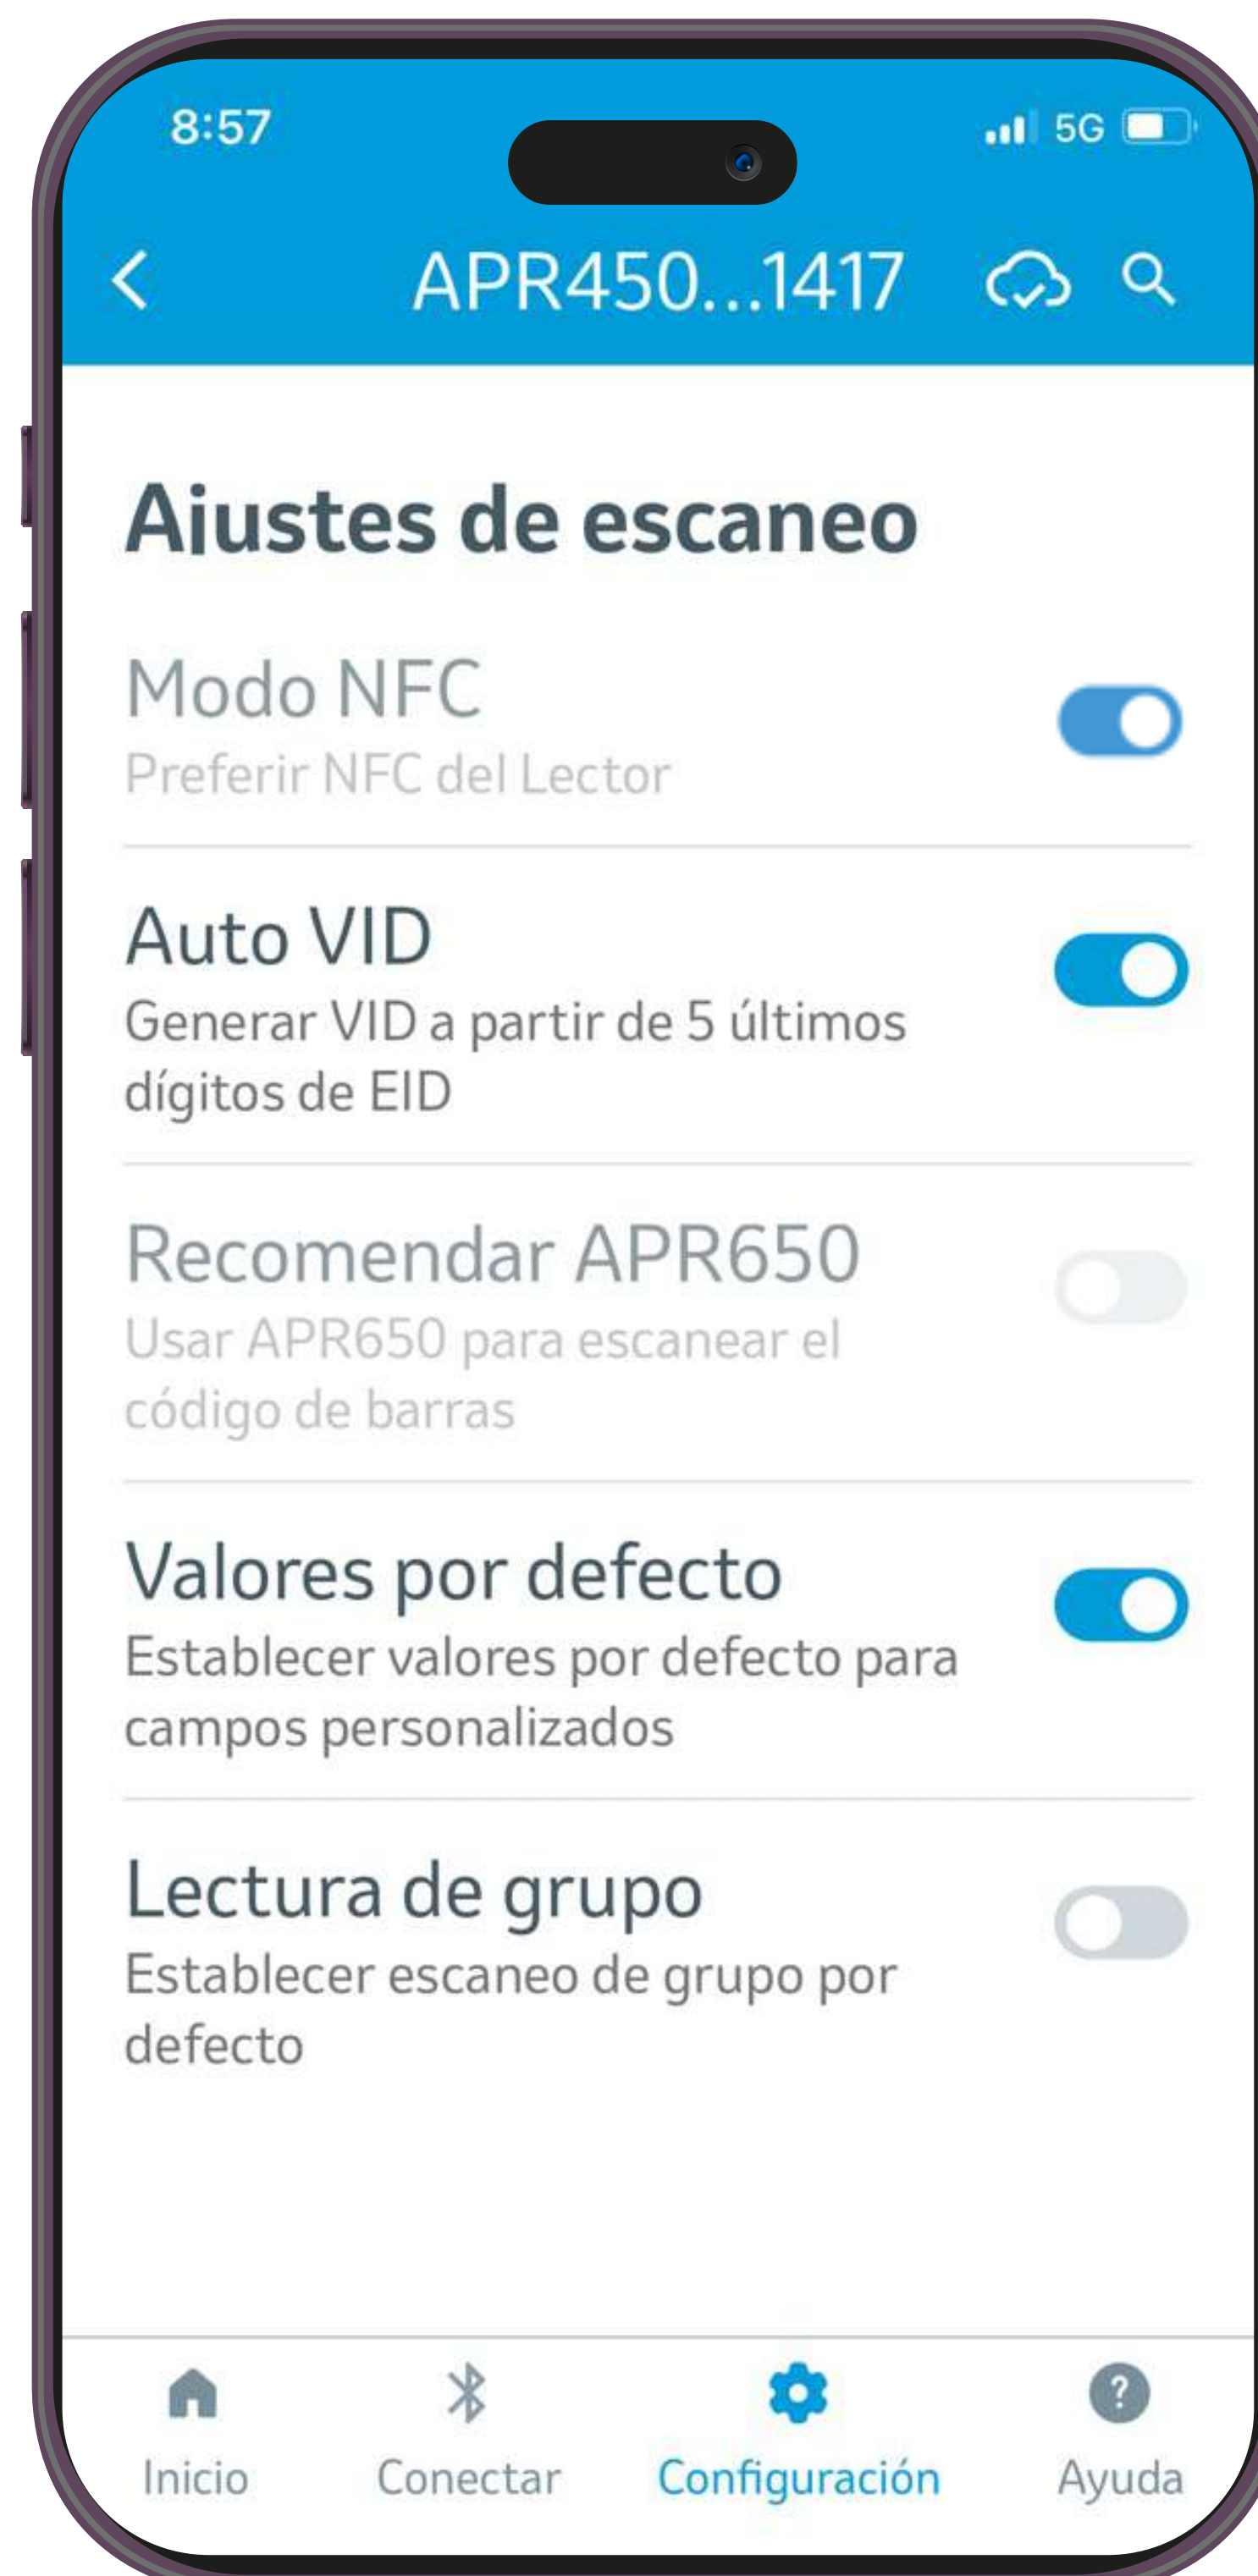 8:57
5G
APR450...1417
Ajustes de escaneo
Modo NFC
Preferir NFC del Lector
Auto VID
Generar VID a partir de 5 últimos
dígitos de EID
Recomendar APR650
Usar APR650 para escanear el
código de barras
Valores por defecto
Establecer valores por defecto para
campos personalizados
Lectura de grupo
Establecer escaneo de grupo por
defecto
Inicio
Conectar
Configuración
Ayuda